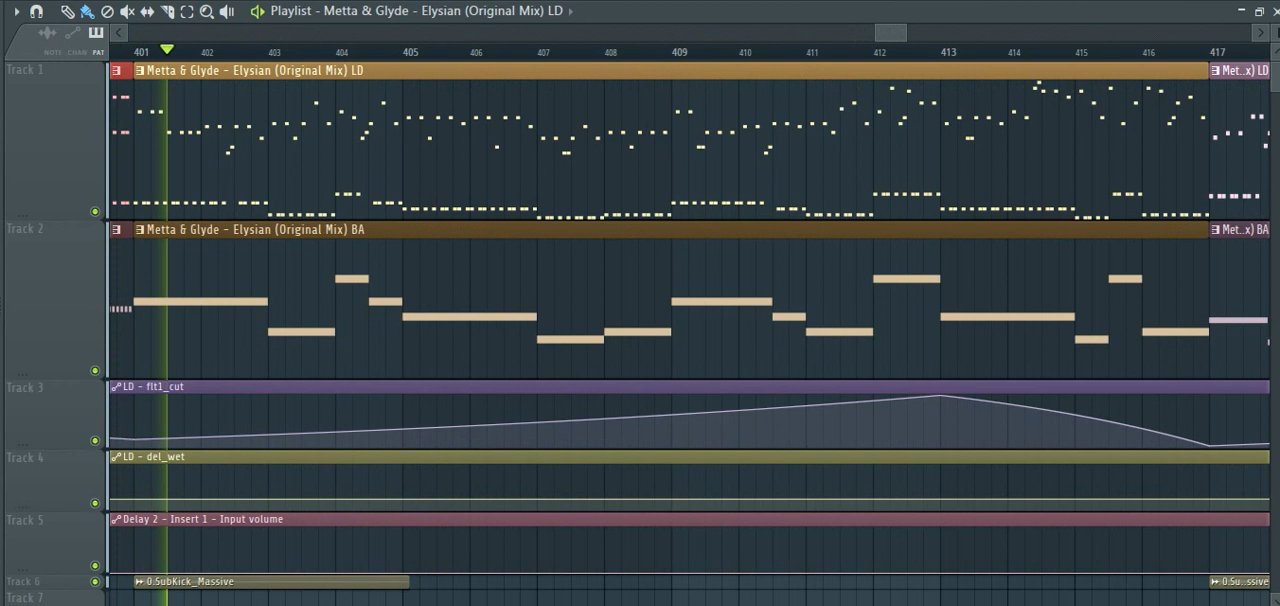 Playlist - Metta & Glyde - Elysian (Original Mix) LD
NOTE CHAN PAT
401 402 403 404 405 406 407 408 409 410 411 412 413 414 415 416 417
Track 1
Metta & Glyde - Elysian (Original Mix) LD
Met..x) LD
Track 2
Metta & Glyde - Elysian (Original Mix) BA
Met..x) BA
Track 3
LD - flt1_cut
Track 4
LD - del_wet
Track 5
Delay 2 - Insert 1 - Input volume
Track 6
0.SubKick_Massive
0.Su.. ssive
Track 7